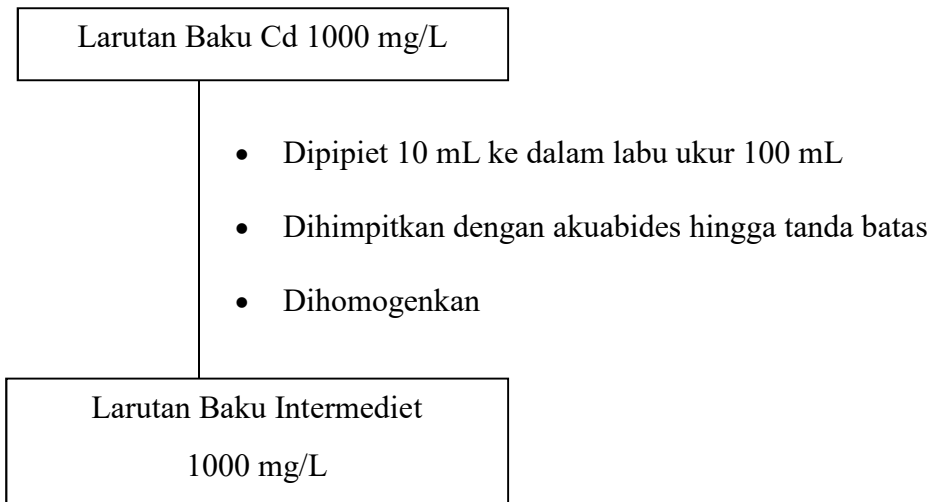 Larutan Baku Cd 1000 mg/L
• Dipipiet 10 mL ke dalam labu ukur 100 mL
• Dihimpitkan dengan akuabides hingga tanda batas
• Dihomogenkan
Larutan Baku Intermediet
1000 mg/L